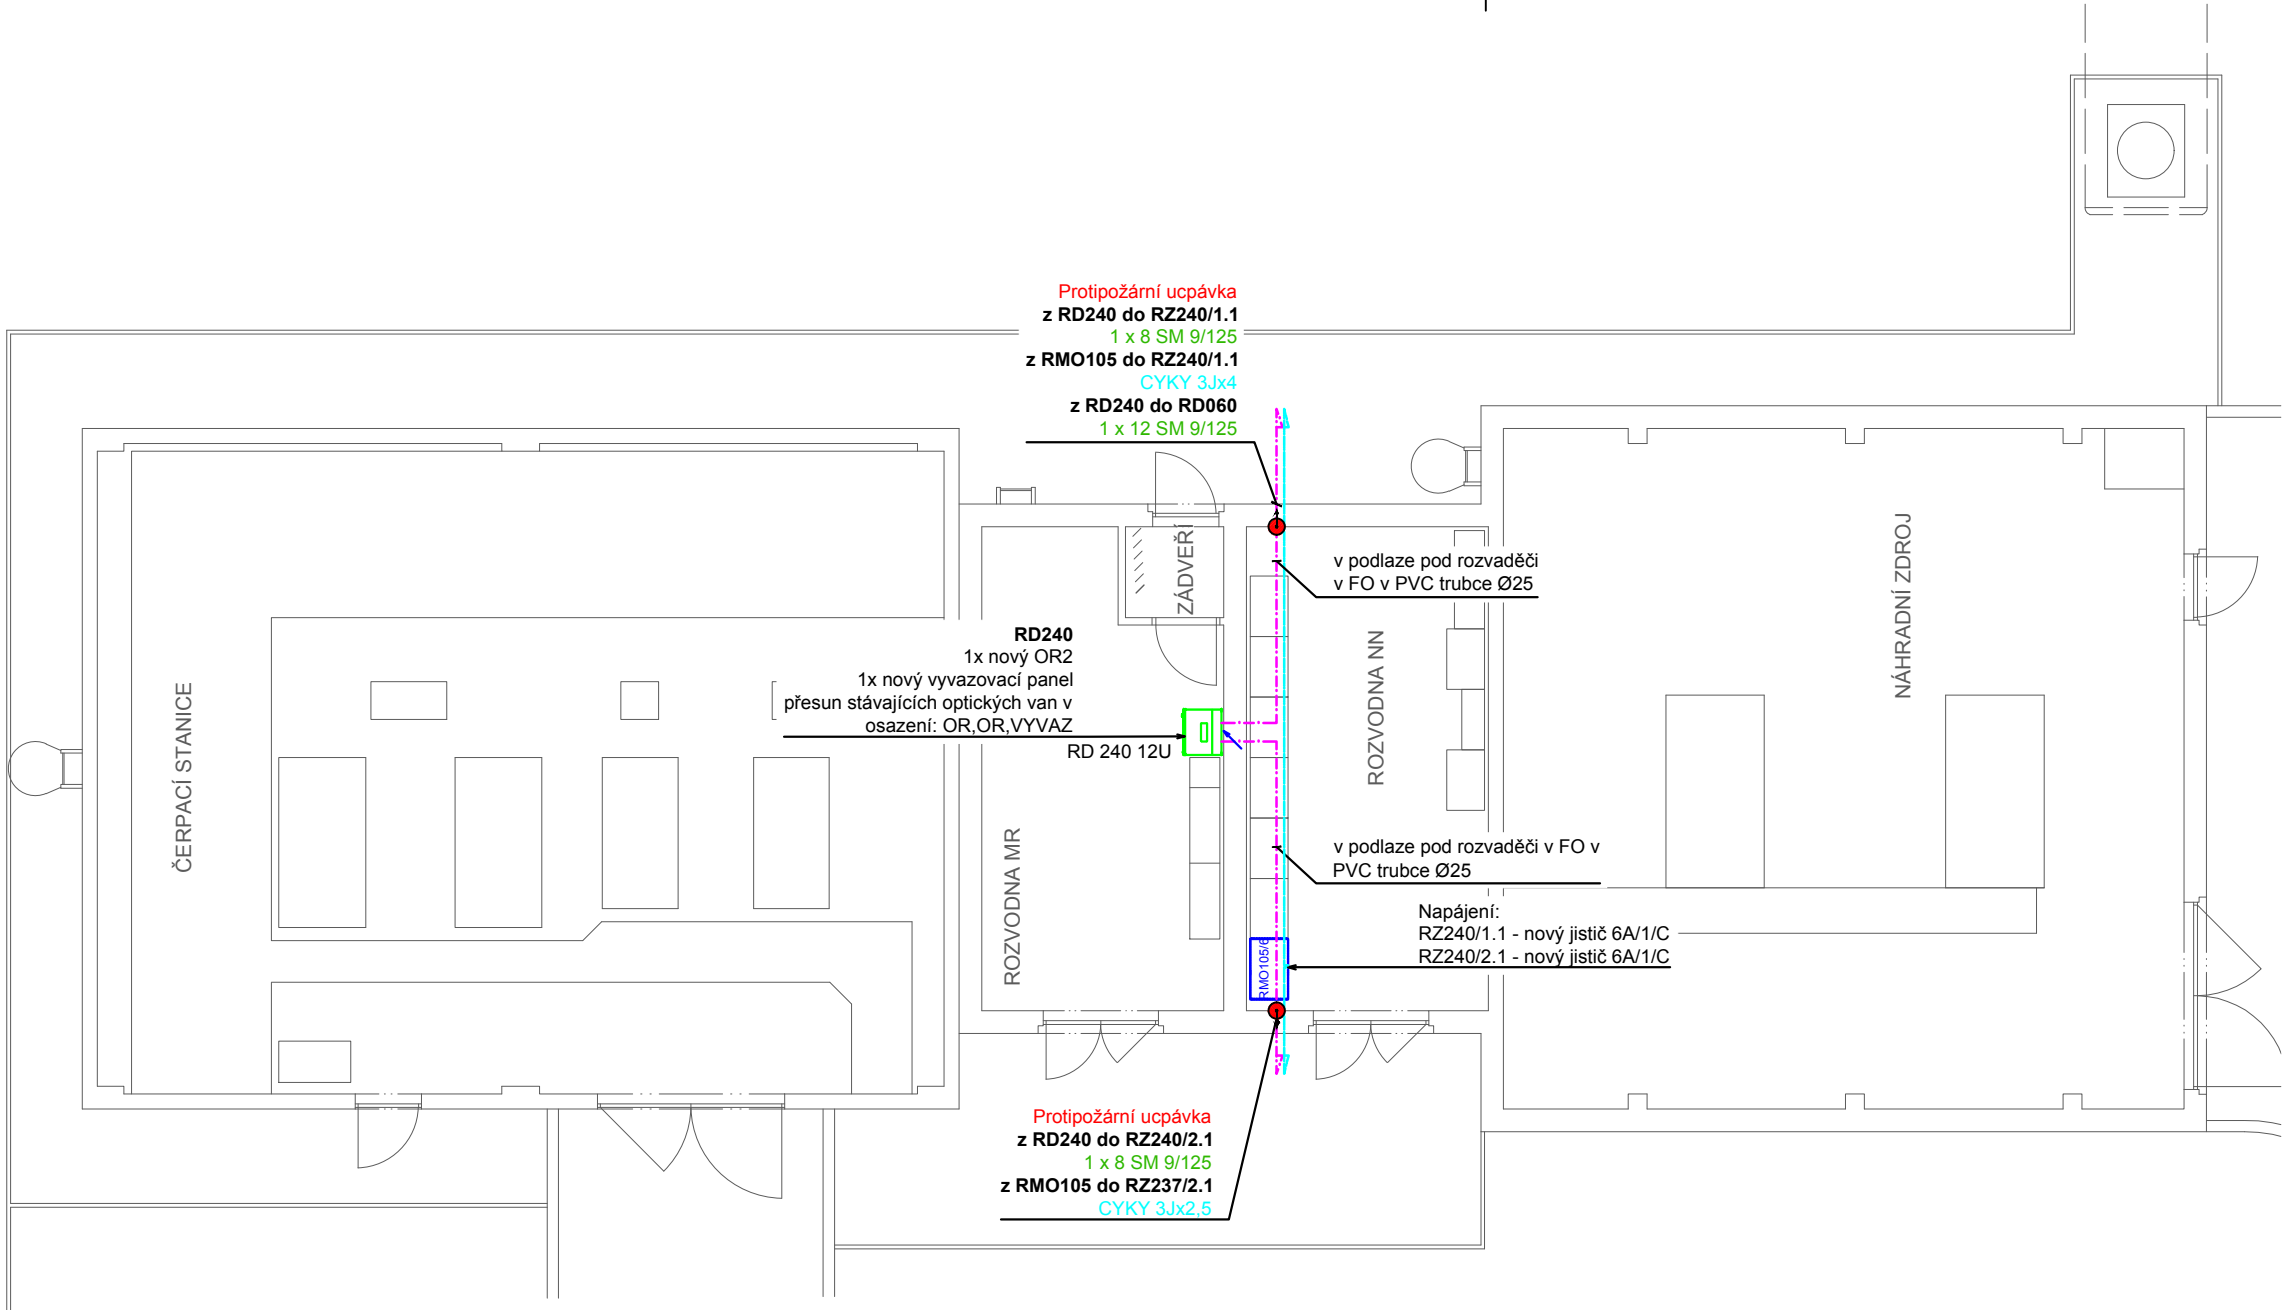 Protipožární ucpávka
z RD240 do RZ240/1.1
1 x 8 SM 9/125
z RMO105 do RZ240/1.1
CYKY 3Jx4
z RD240 do RD060
1 x 12 SM 9/125
ZÁDVEŘÍ
v podlaze pod rozvaděči
v FO v PVC trubce Ø25
NÁHRADNÍ ZDROJ
RD240
1x nový OR2
1x nový vyvazovací panel
přesun stávajících optických van v
osazení: OR,OR,VYVAZ
RD 240 12U
ROZVODNA NN
ČERPACÍ STANICE
ROZVODNA MR
v podlaze pod rozvaděči v FO v
PVC trubce Ø25
Napájení:
RZ240/1.1 - nový jistič 6A/1/C
RZ240/2.1 - nový jistič 6A/1/C
RMO105/6
Protipožární ucpávka
z RD240 do RZ240/2.1
1 x 8 SM 9/125
z RMO105 do RZ237/2.1
CYKY 3Jx2,5